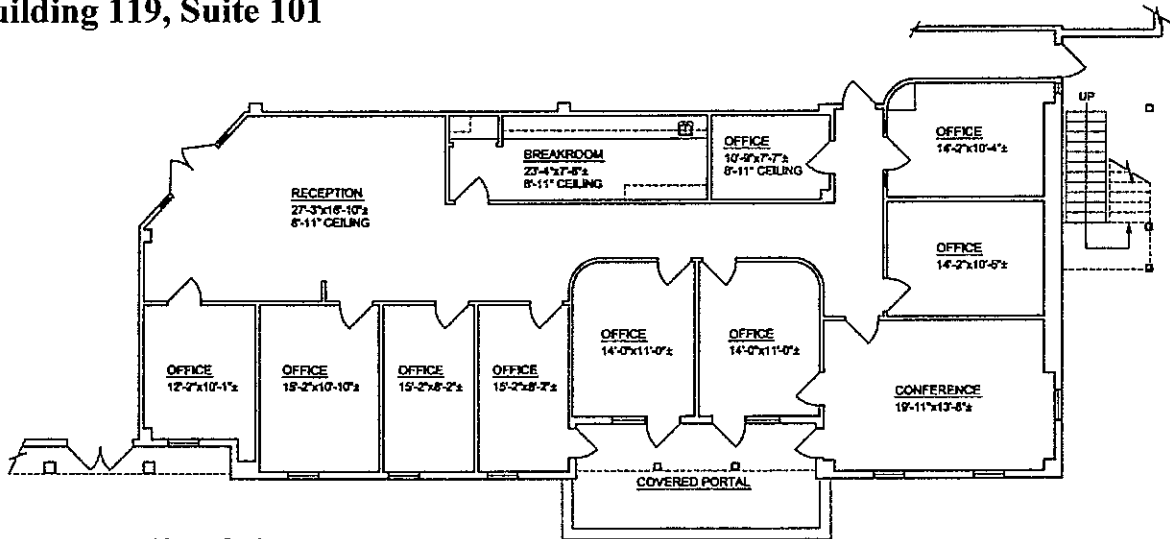 uilding 119, Suite 101
UP
OFFICE
14'-2"x10'-4"±
OFFICE
10'-9"x7'-7"±
8'-11" CEILING
BREAKROOM
23'-4"x7'-8"±
8'-11" CEILING
RECEPTION
27'-3"x16'-10"±
8'-11" CEILING
OFFICE
14'-2"x10'-5"±
OFFICE
14'-0"x11'-0"±
OFFICE
14'-0"x11'-0"±
OFFICE
12'-2"x10'-1"±
OFFICE
15'-2"x10'-10"±
OFFICE
15'-2"x8'-2"±
OFFICE
15'-2"x8'-2"±
CONFERENCE
19'-11"x13'-8"±
COVERED PORTAL